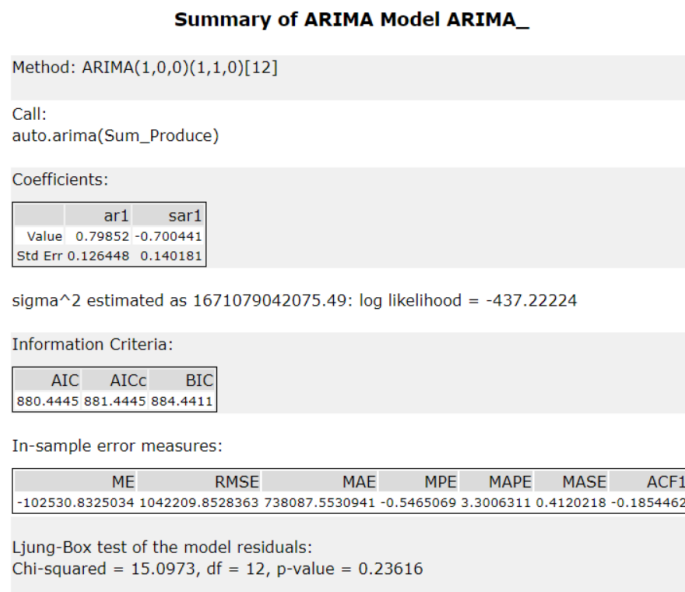 Summary of ARIMA Model ARIMA_
Method: ARIMA(1,0,0)(1,1,0)[12]
Call:
auto.arima(Sum_Produce)
Coefficients:
ar1 sar1
Value 0.79852 -0.700441
Std Err 0.126448 0.140181
sigma^2 estimated as 1671079042075.49: log likelihood = -437.22224
Information Criteria:
AIC AICc BIC
880.4445 881.4445 884.4411
In-sample error measures:
ME RMSE MAE MPE MAPE MASE ACF1
-102530.8325034 1042209.8528363 738087.5530941 -0.5465069 3.3006311 0.4120218 -0.1854462
Ljung-Box test of the model residuals:
Chi-squared = 15.0973, df = 12, p-value = 0.23616